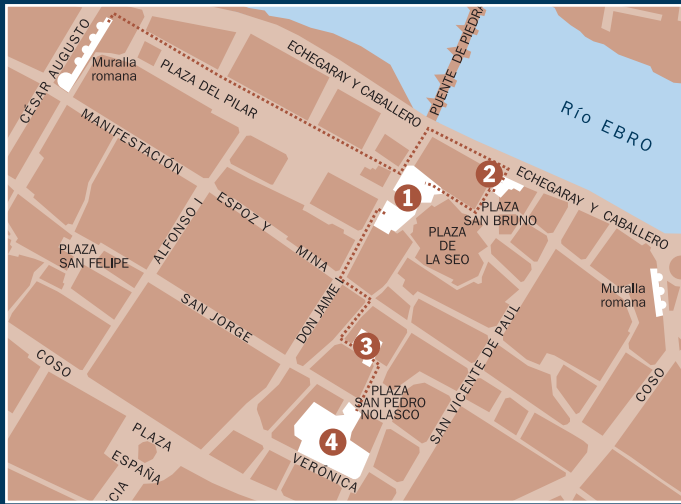 CÉSAR AUGUSTO
Muralla
romana
PLAZA DEL PILAR
ECHEGARAY Y CABALLERO
PUENTE DE PIEDRA
Río EBRO
MANIFESTACIÓN
ALFONSO I
ESPOZ Y
MINA
1
2
ECHEGARAY Y CABALLERO
PLAZA
SAN BRUNO
PLAZA
DE
LA SEO
PLAZA
SAN FELIPE
SAN JORGE
DON JAIME I
Muralla
romana
3
SAN VICENTE DE PAUL
COSO
COSO
PLAZA
SAN PEDRO
NOLASCO
4
VERÓNICA
PLAZA
ESPAÑA
CIA